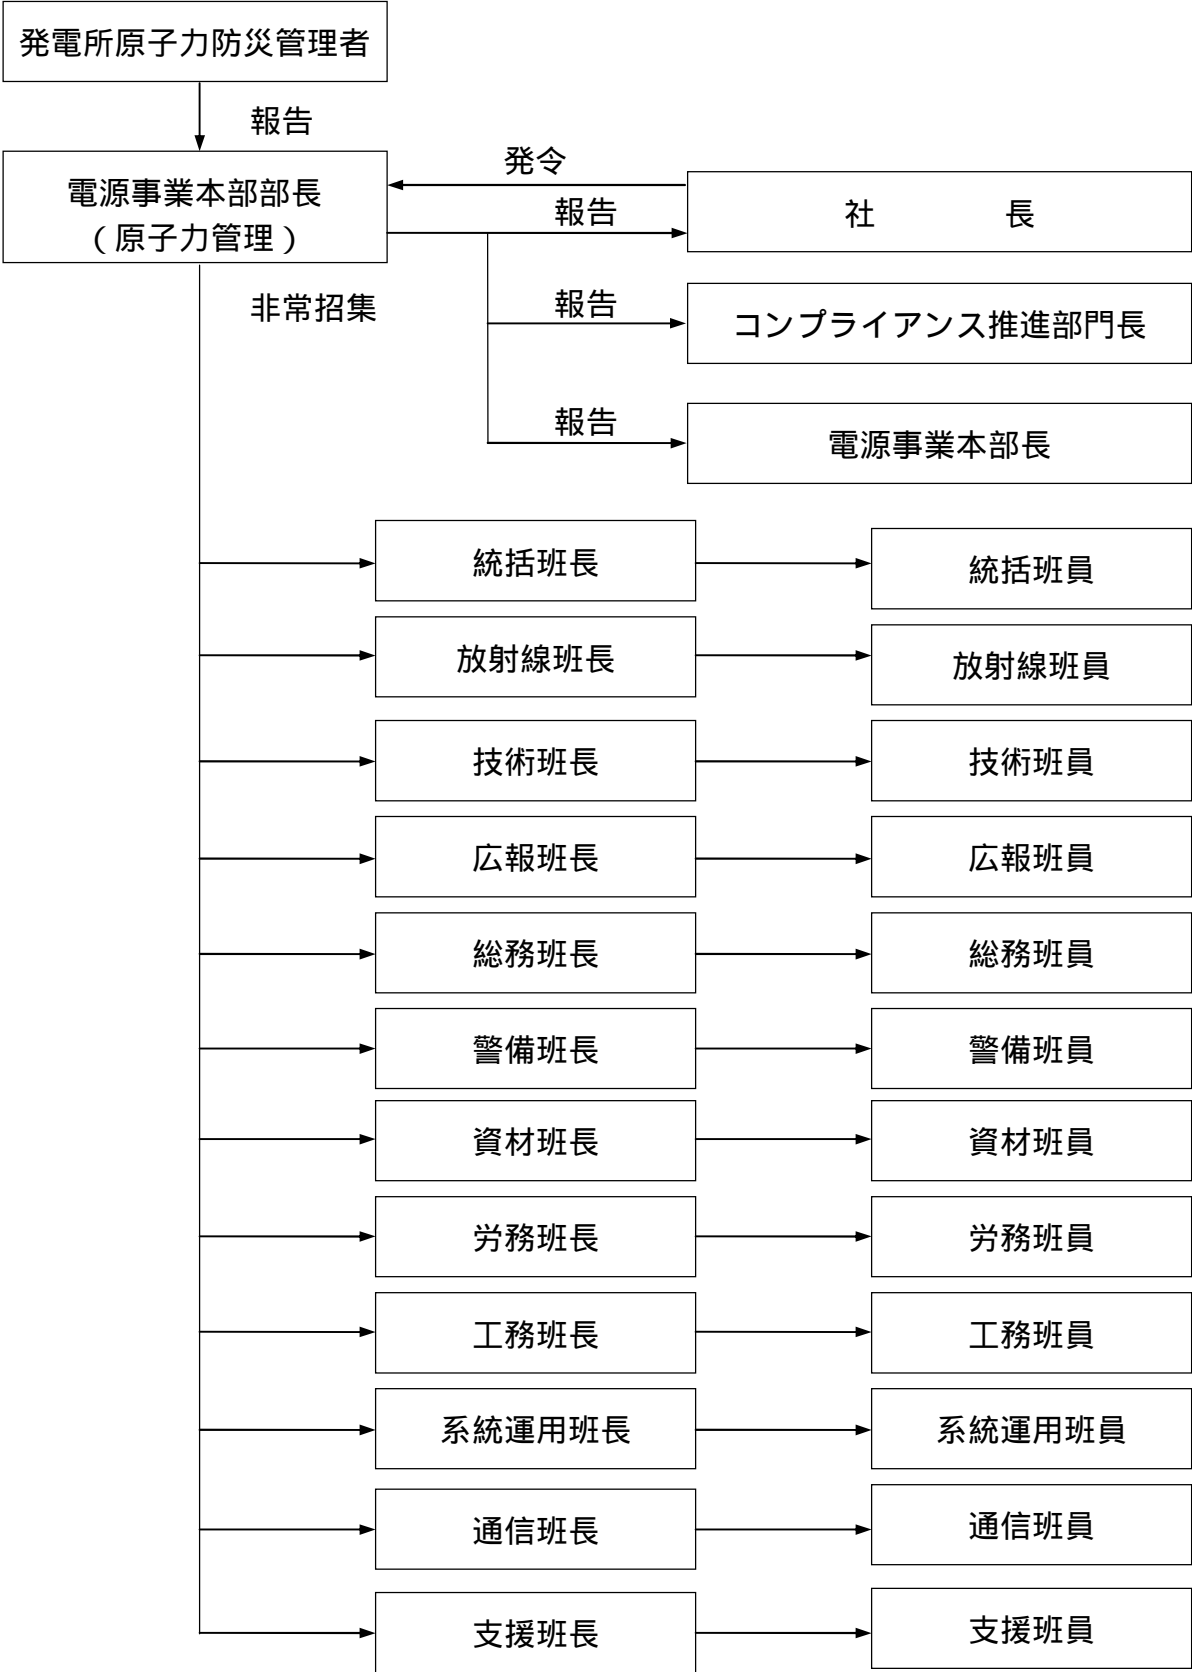 発電所原子力防災管理者
報告
発令
電源事業本部部長
（原子力管理）
報告
社　　　　長
非常招集
報告
コンプライアンス推進部門長
報告
電源事業本部長
統括班長
統括班員
放射線班長
放射線班員
技術班長
技術班員
広報班長
広報班員
総務班長
総務班員
警備班長
警備班員
資材班長
資材班員
労務班長
労務班員
工務班長
工務班員
系統運用班長
系統運用班員
通信班長
通信班員
支援班長
支援班員